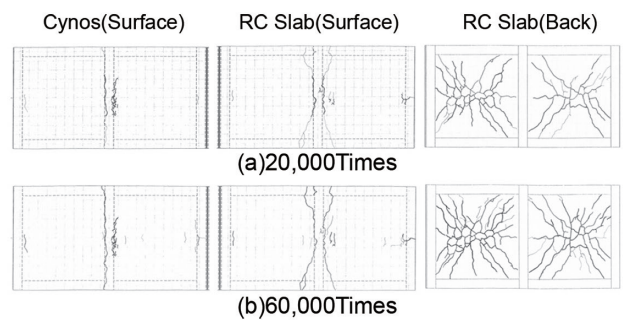 Cynos(Surface) RC Slab(Surface) RC Slab(Back)
(a)20,000Times
(b)60,000Times